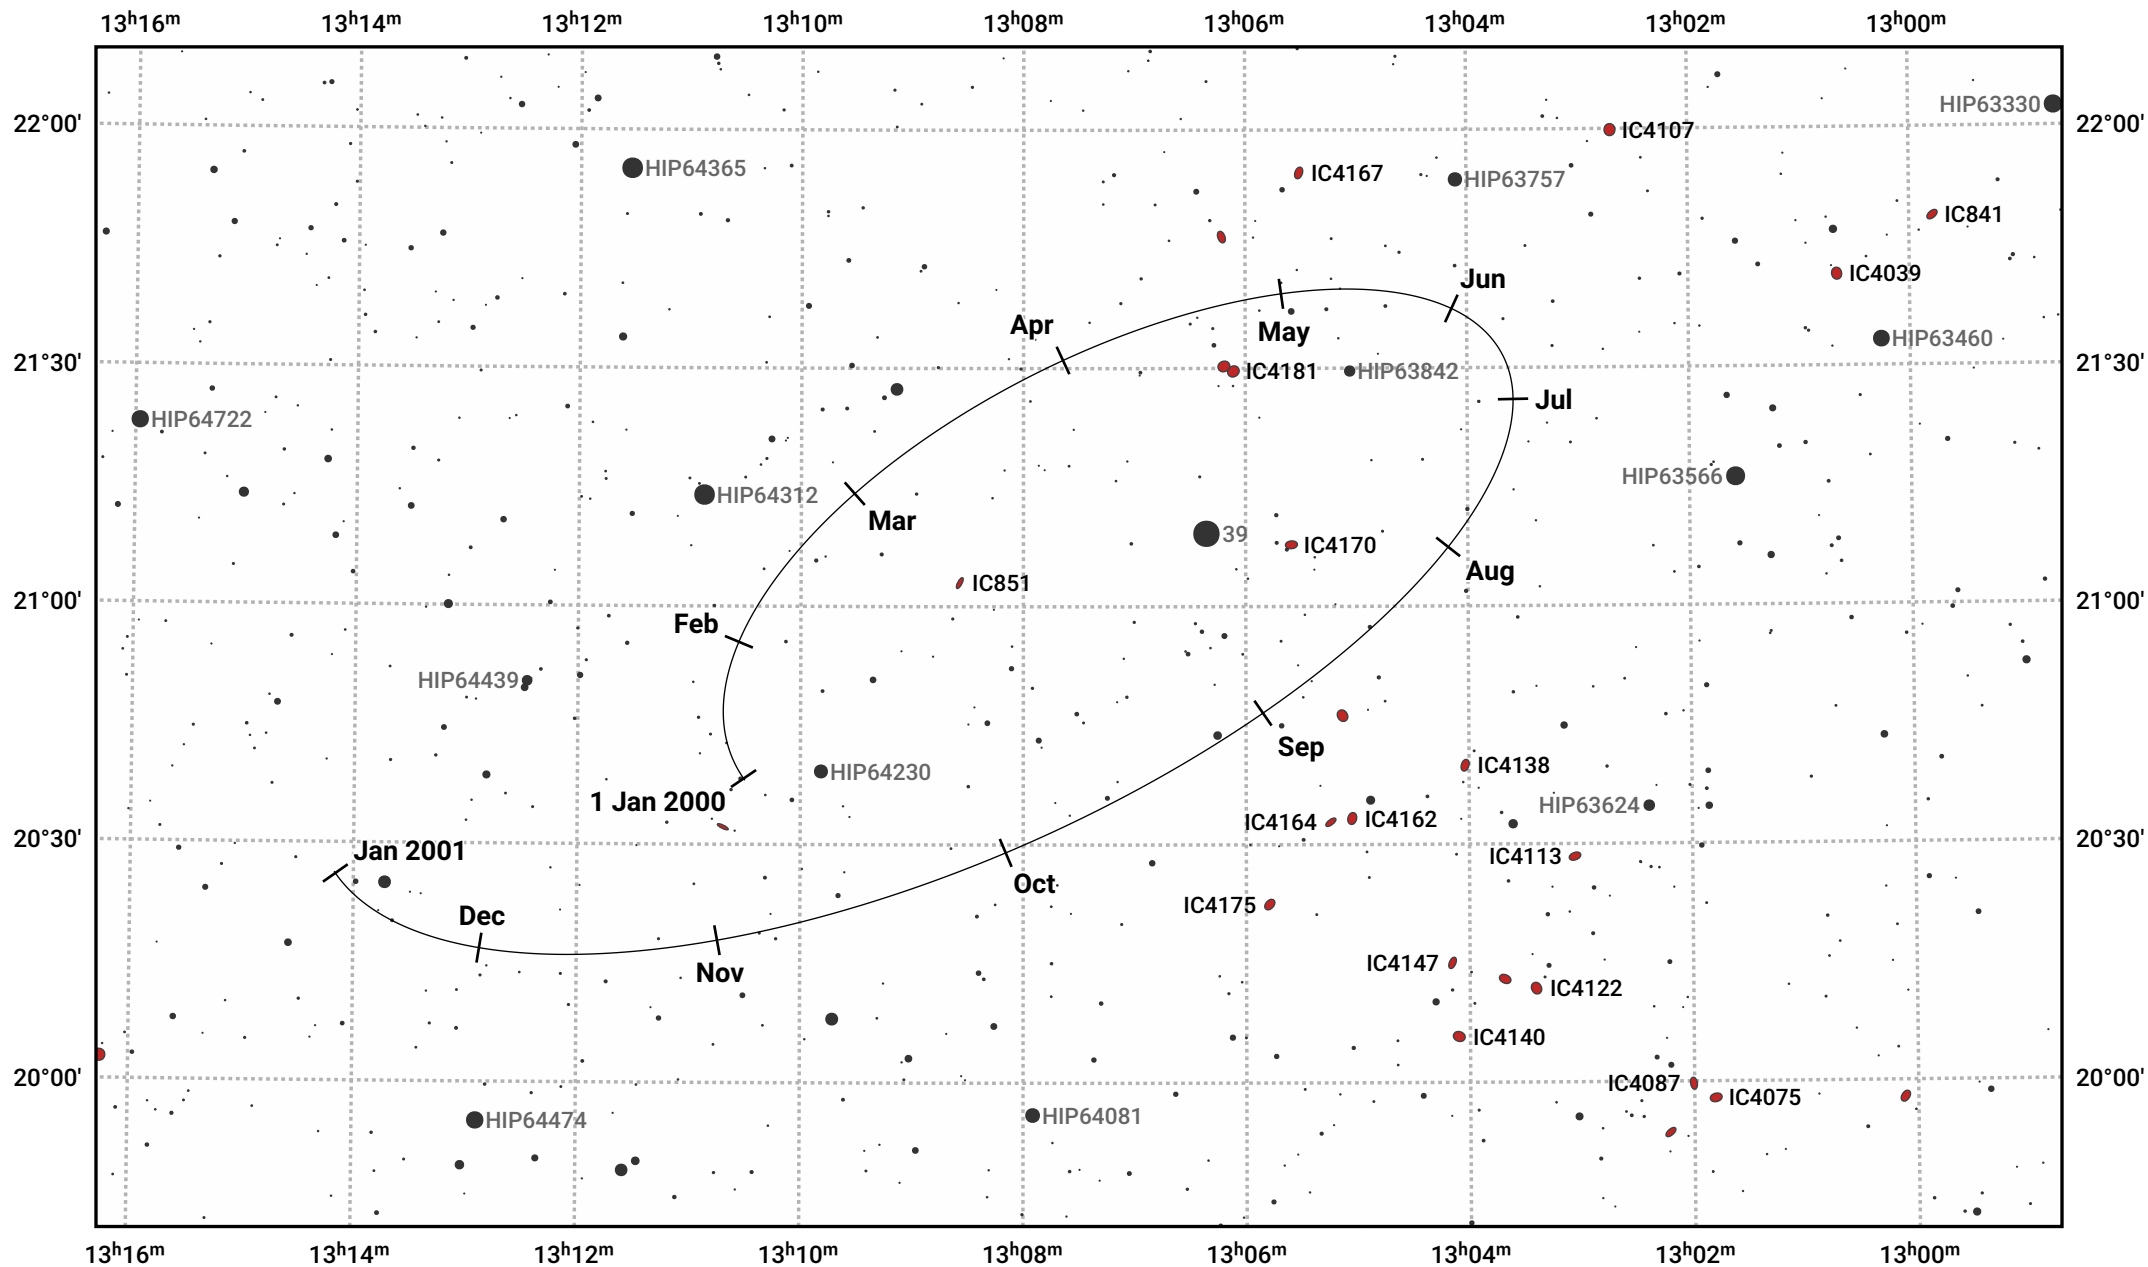 13ʰ16ᵐ 13ʰ14ᵐ 13ʰ12ᵐ 13ʰ10ᵐ 13ʰ08ᵐ 13ʰ06ᵐ 13ʰ04ᵐ 13ʰ02ᵐ 13ʰ00ᵐ
HIP63330
22°00' 22°00'
IC4107
HIP64365
IC4167
HIP63757
IC841
IC4039
Jun
Apr
May
HIP63460
21°30' 21°30'
IC4181
HIP63842
Jul
HIP64722
HIP63566
HIP64312
Mar
39
IC4170
Aug
IC851
21°00' 21°00'
Feb
HIP64439
Sep
IC4138
HIP64230
1 Jan 2000
HIP63624
IC4164
IC4162
20°30' 20°30'
Jan 2001
IC4113
Oct
IC4175
Dec
IC4147
Nov
IC4122
IC4140
20°00' 20°00'
IC4087
IC4075
HIP64474
HIP64081
13ʰ16ᵐ 13ʰ14ᵐ 13ʰ12ᵐ 13ʰ10ᵐ 13ʰ08ᵐ 13ʰ06ᵐ 13ʰ04ᵐ 13ʰ02ᵐ 13ʰ00ᵐ